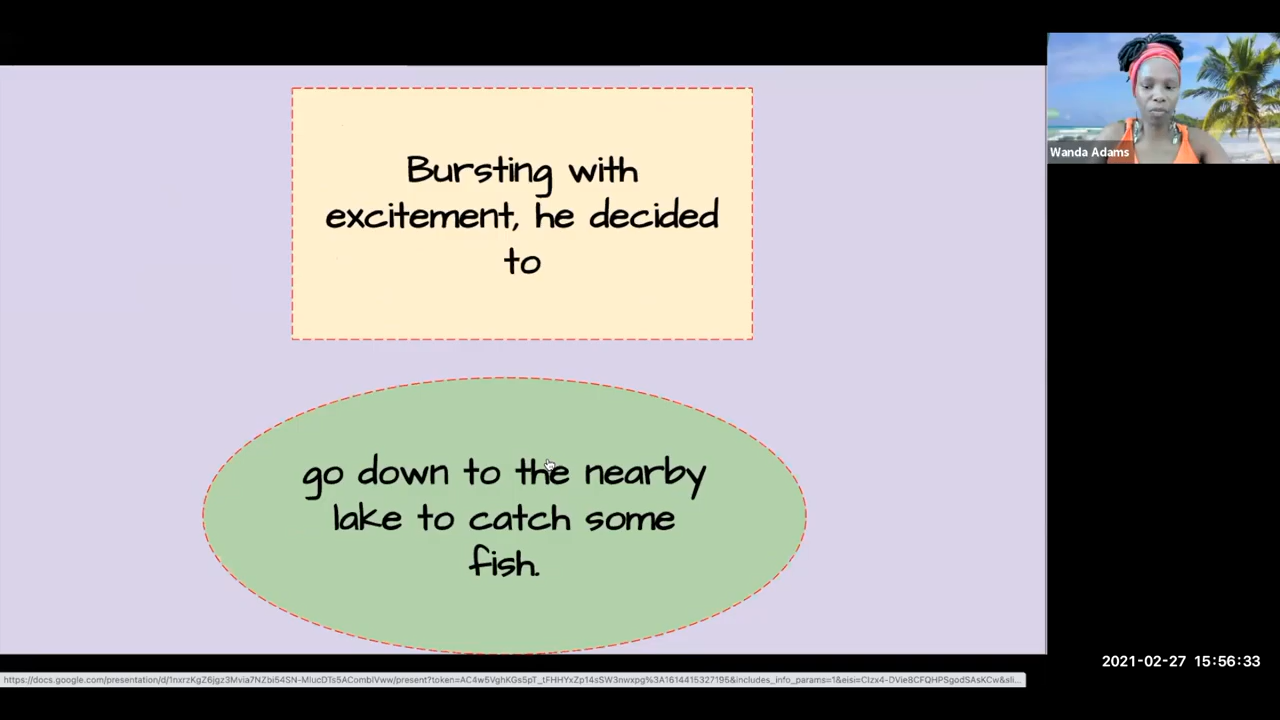 Bursting with
excitement, he decided
to
Wanda Adams
go down to the nearby
lake to catch some
fish.
2021-02-27 15:56:33